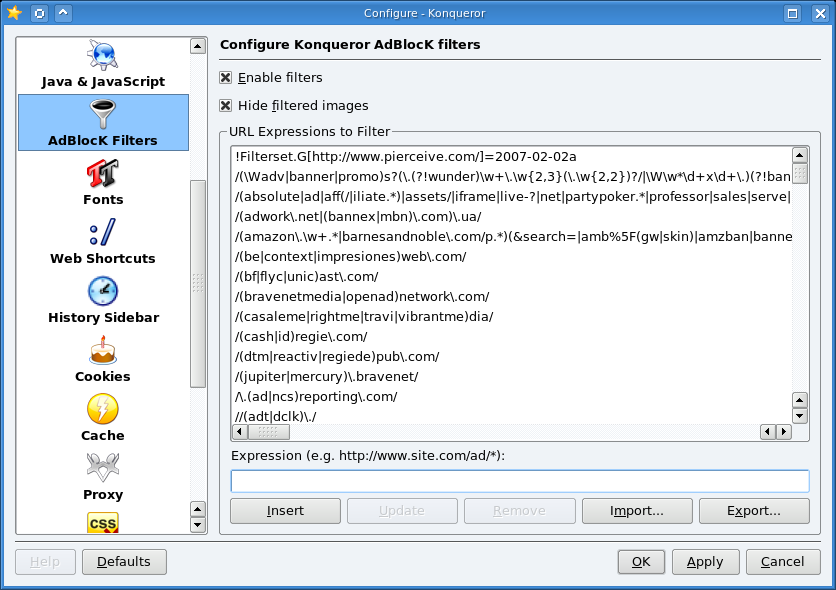 Configure - Konqueror
Java & JavaScript
AdBlocK Filters
Fonts
Web Shortcuts
History Sidebar
Cookies
Cache
Proxy
css
Configure Konqueror AdBlocK filters
Enable filters
Hide filtered images
URL Expressions to Filter
!Filterset.G[http://www.pierceive.com/]=2007-02-02a
/(\Wadv|banner|promo)s?(\.(?!wunder)\w+\.\w{2,3}(\.\w{2,2})?/|\W\w*\d+x\d+\.)(?!ban
/(absolute|ad|aff(/|iliate.*)|assets/|iframe|live-?|net|partypoker.*|professor|sales|serve|
/(adwork\.net|(bannex|mbn)\.com)\.ua/
/(amazon\.\w+.*|barnesandnoble\.com/p.*)(&search=|amb%5F(gw|skin)|amzban|banne
/(be|context|impresiones)web\.com/
/(bf|flyc|unic)ast\.com/
/(bravenetmedia|openad)network\.com/
/(casaleme|rightme|travi|vibrantme)dia/
/(cash|id)regie\.com/
/(dtm|reactiv|regiede)pub\.com/
/(jupiter|mercury)\.bravenet/
/\.(ad|ncs)reporting\.com/
//(adt|dclk)\./
Expression (e.g. http://www.site.com/ad/*):
Insert
Update
Remove
Import...
Export...
Help
Defaults
OK
Apply
Cancel